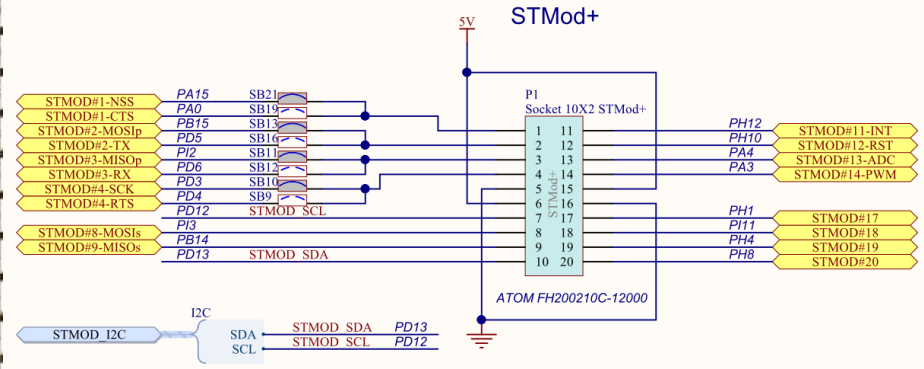 STMod+
5V
P1
Socket 10X2 STMod+
STMOD#1-NSS PA15 SB21
STMOD#1-CTS PA0 SB19
STMOD#2-MOSIp PB15 SB13
STMOD#2-TX PD5 SB16
STMOD#3-MISOp PI2 SB11
STMOD#3-RX PD6 SB12
STMOD#4-SCK PD3 SB10
STMOD#4-RTS PD4 SB9
PD12 STMOD_SCL
STMOD#8-MOSIs PI3
STMOD#9-MISOs PB14
PD13 STMOD_SDA
1 11 PH12 STMOD#11-INT
2 12 PH10 STMOD#12-RST
3 13 PA4 STMOD#13-ADC
4 14 PA3 STMOD#14-PWM
5 15
6 16
7 17 PH1 STMOD#17
8 18 PI11 STMOD#18
9 19 PH4 STMOD#19
10 20 PH8 STMOD#20
STMod+
ATOM FH200210C-12000
I2C
STMOD_I2C
SDA STMOD_SDA PD13
SCL STMOD_SCL PD12